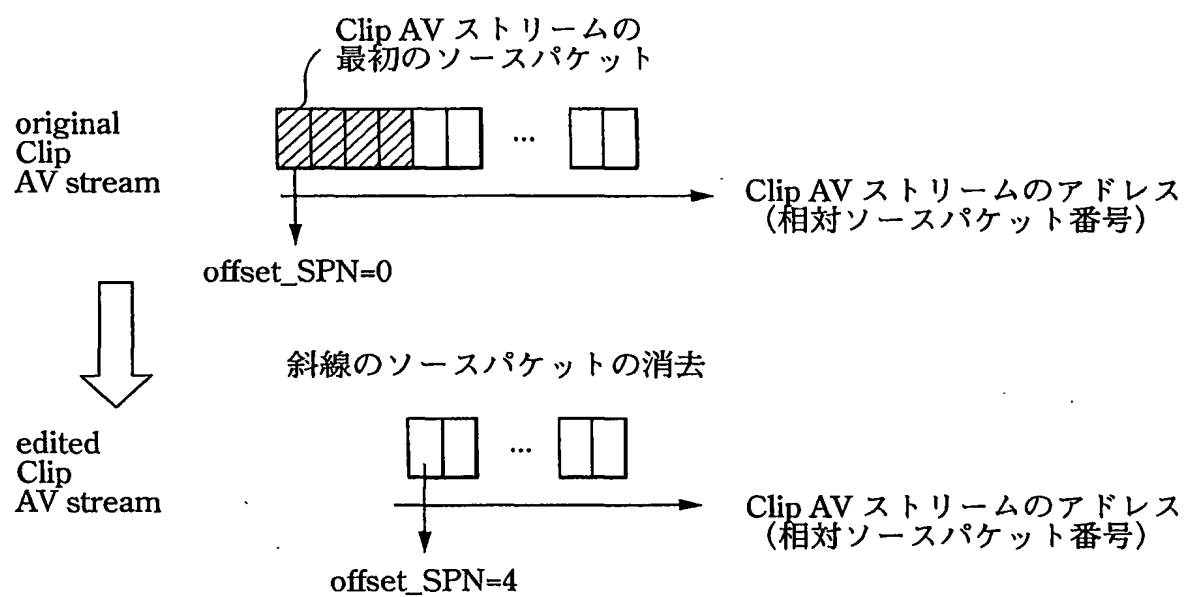 Clip AV ストリームの
最初のソースパケット
original
Clip
AV stream
...
Clip AV ストリームのアドレス
（相対ソースパケット番号）
offset_SPN=0
斜線のソースパケットの消去
edited
Clip
AV stream
...
Clip AV ストリームのアドレス
（相対ソースパケット番号）
offset_SPN=4